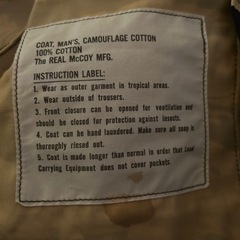 COAT, MAN'S, CAMOUFLAGE COTTON
100% COTTON
The REAL McCOY MFG.
INSTRUCTION LABEL:
1. Wear as outer garment in tropical areas.
2. Wear outside of trousers.
3. Front closure can be opened for ventilation and
should be closed for protection against insects.
4. Coat can be hand laundered. Make sure all soap is
thoroughly rinsed out.
5. Coat is made longer than normal in order that Load
Carrying Equipment does not cover pockets.